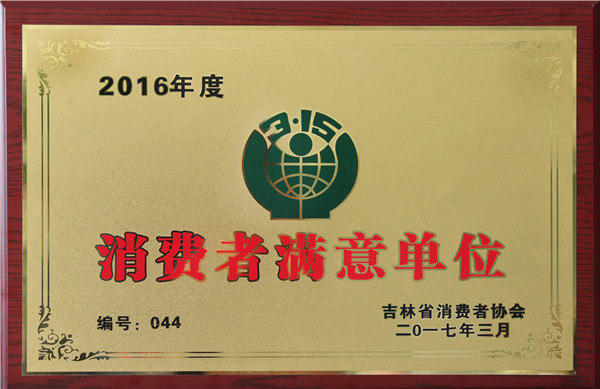 2016年度
3·15
消费者满意单位
编号：044
吉林省消费者协会
二0一七年三月